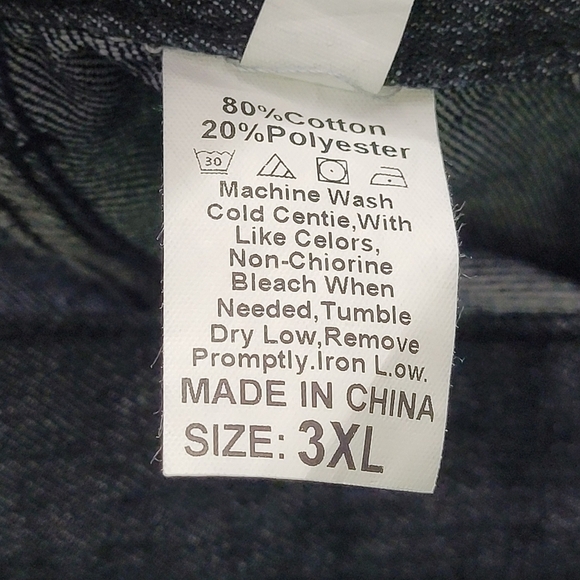 80%Cotton
20%Polyester
30
Machine Wash
Cold Centie,With
Like Celors,
Non-Chiorine
Bleach When
Needed,Tumble
Dry Low,Remove
Promptly.Iron L.ow.
MADE IN CHINA
SIZE: 3XL